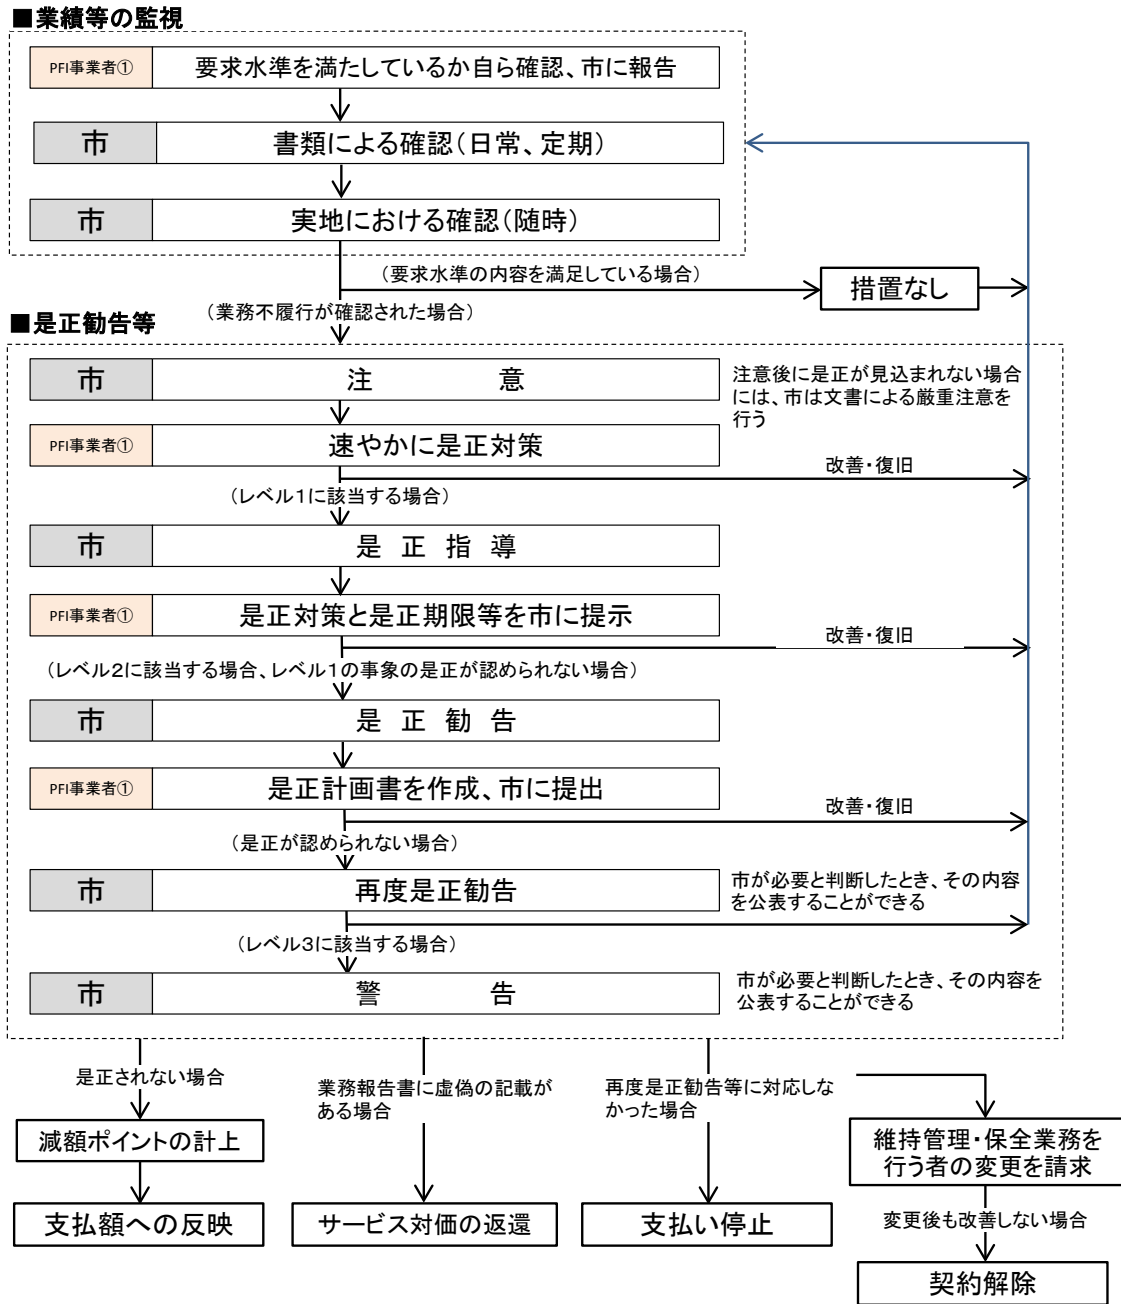 ■業績等の監視
PFI事業者① 要求水準を満たしているか自ら確認、市に報告
市 書類による確認（日常、定期）
市 実地における確認（随時）
（要求水準の内容を満足している場合）
措置なし
（業務不履行が確認された場合）
■是正勧告等
市 注意
注意後に是正が見込まれない場合
には、市は文書による厳重注意を
行う
PFI事業者① 速やかに是正対策
改善・復旧
（レベル１に該当する場合）
市 是正指導
PFI事業者① 是正対策と是正期限等を市に提示
改善・復旧
（レベル２に該当する場合、レベル１の事象の是正が認められない場合）
市 是正勧告
PFI事業者① 是正計画書を作成、市に提出
改善・復旧
（是正が認められない場合）
市 再度是正勧告
市が必要と判断したとき、その内容
を公表することができる
（レベル３に該当する場合）
市 警告
市が必要と判断したとき、その内容を
公表することができる
是正されない場合
減額ポイントの計上
支払額への反映
業務報告書に虚偽の記載が
ある場合
サービス対価の返還
再度是正勧告等に対応しな
かった場合
支払い停止
維持管理・保全業務を
行う者の変更を請求
変更後も改善しない場合
契約解除